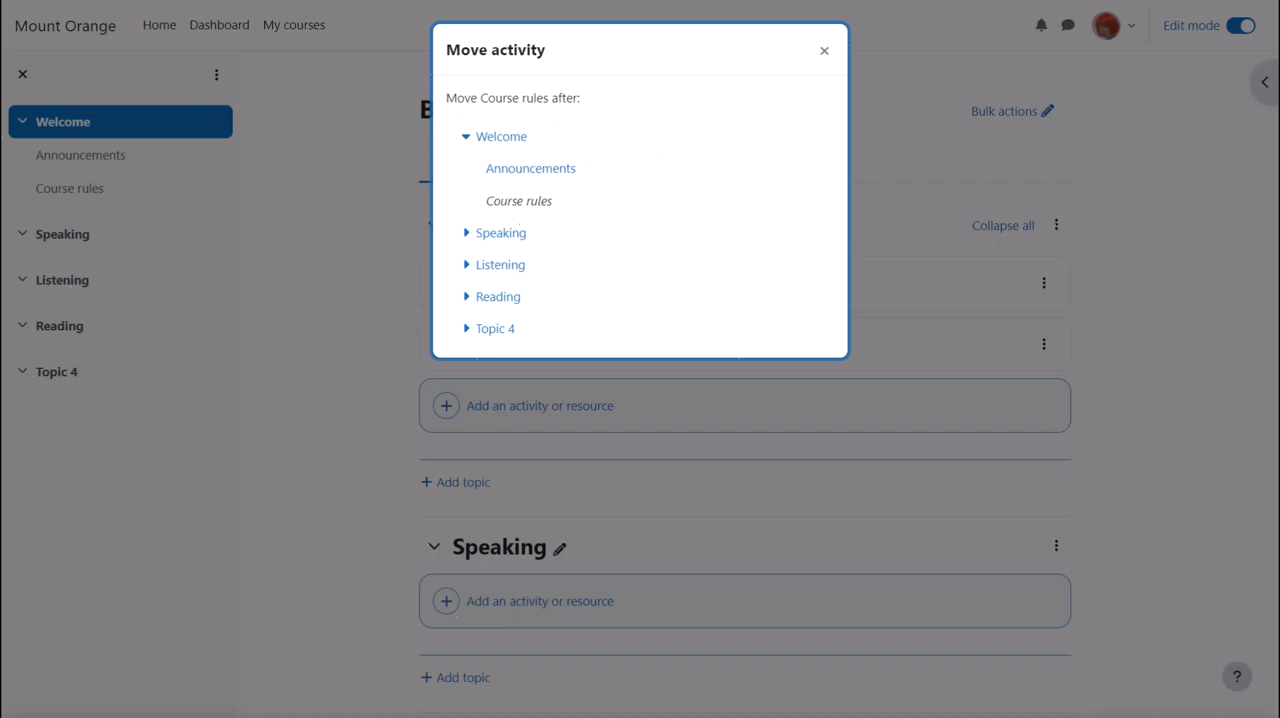 Mount Orange
Home
Dashboard
My courses
Edit mode
Move activity
Move Course rules after:
Welcome
Announcements
Course rules
Speaking
Listening
Reading
Topic 4
Welcome
Announcements
Course rules
Speaking
Listening
Reading
Topic 4
Bulk actions
Collapse all
Add an activity or resource
Add topic
Speaking
Add an activity or resource
Add topic
?